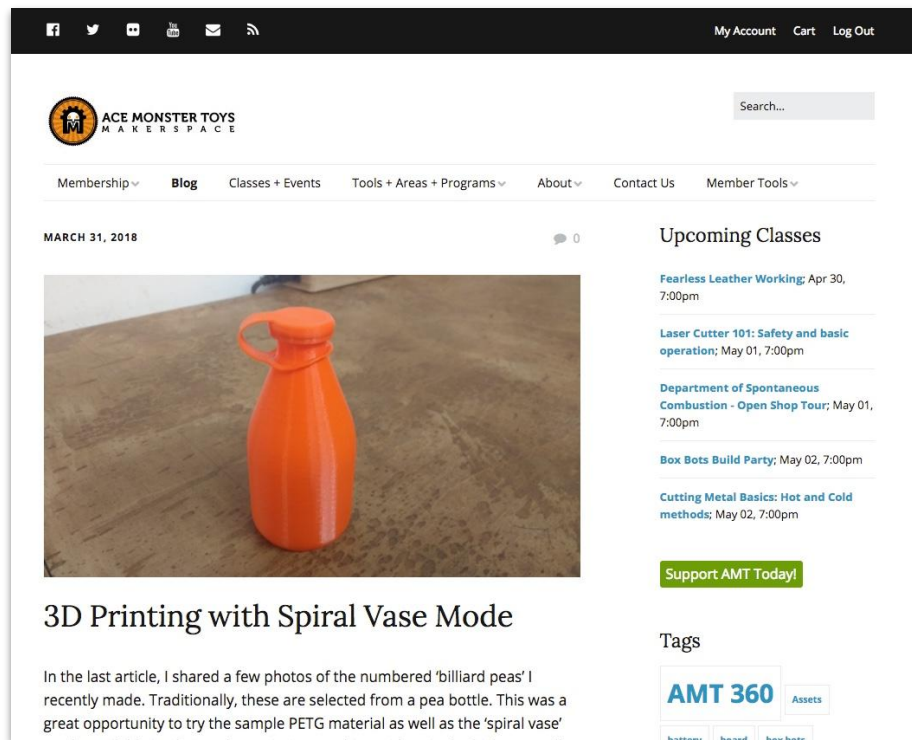 You Tube
My Account Cart Log Out
ACE MONSTER TOYS
MAKERSPACE
Search...
Membership Blog Classes + Events Tools + Areas + Programs About Contact Us Member Tools
MARCH 31, 2018
0
3D Printing with Spiral Vase Mode
In the last article, I shared a few photos of the numbered ‘billiard peas’ I
recently made. Traditionally, these are selected from a pea bottle. This was a
great opportunity to try the sample PETG material as well as the ‘spiral vase’
Upcoming Classes
Fearless Leather Working; Apr 30,
7:00pm
Laser Cutter 101: Safety and basic
operation; May 01, 7:00pm
Department of Spontaneous
Combustion - Open Shop Tour; May 01,
7:00pm
Box Bots Build Party; May 02, 7:00pm
Cutting Metal Basics: Hot and Cold
methods; May 02, 7:00pm
Support AMT Today!
Tags
AMT 360 Assets
battery board box bots